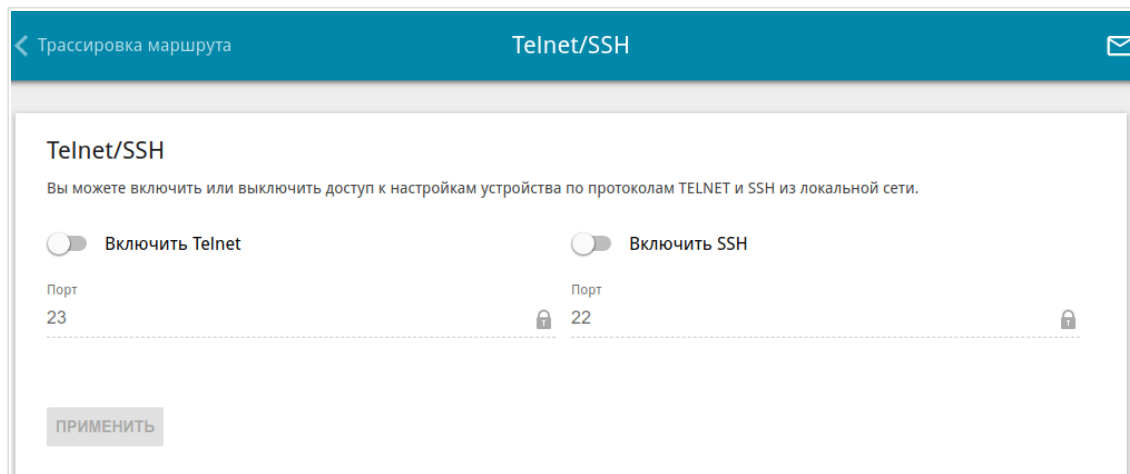 Трассировка маршрута
Telnet/SSH
Telnet/SSH
Вы можете включить или выключить доступ к настройкам устройства по протоколам TELNET и SSH из локальной сети.
Включить Telnet
Включить SSH
Порт
Порт
23
22
ПРИМЕНИТЬ